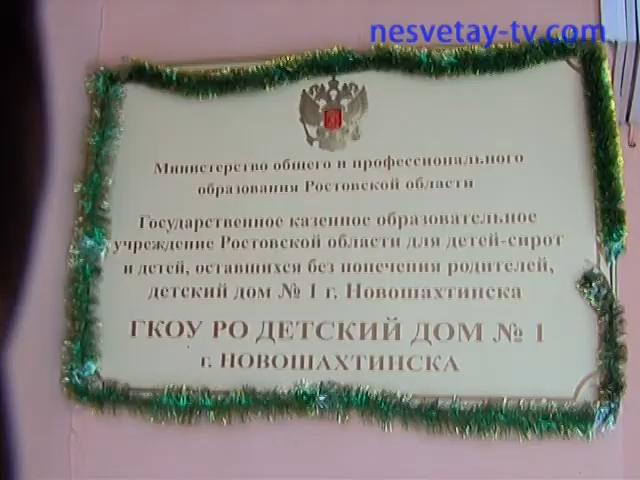 nesvetay-tv.com
Министерство общего и профессионального
образования Ростовской области
Государственное казенное образовательное
учреждение Ростовской области для детей-сирот
и детей, оставшихся без попечения родителей,
детский дом № 1 г. Новошахтинска
ГКОУ РО ДЕТСКИЙ ДОМ № 1
г. НОВОШАХТИНСКА